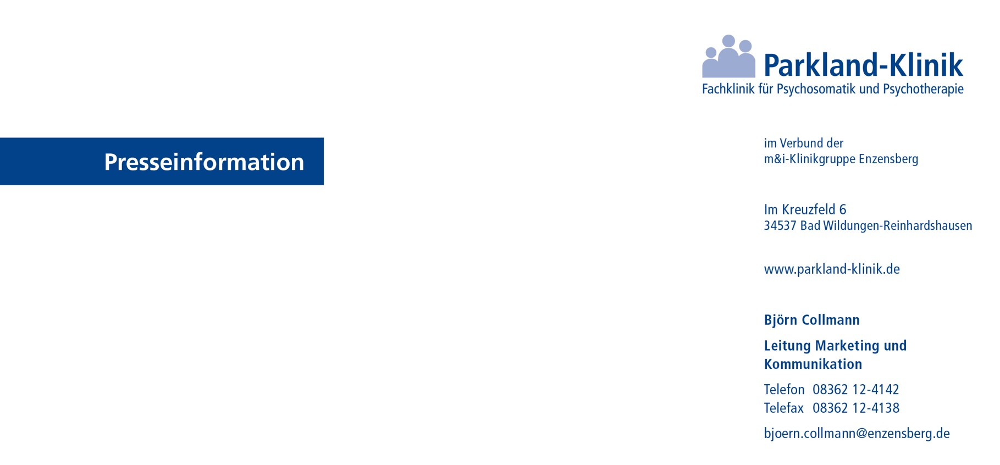 Parkland-Klinik
Fachklinik für Psychosomatik und Psychotherapie
Presseinformation
im Verbund der
m&i-Klinikgruppe Enzensberg
Im Kreuzfeld 6
34537 Bad Wildungen-Reinhardshausen
www.parkland-klinik.de
Björn Collmann
Leitung Marketing und
Kommunikation
Telefon 08362 12-4142
Telefax 08362 12-4138
bjoern.collmann@enzensberg.de